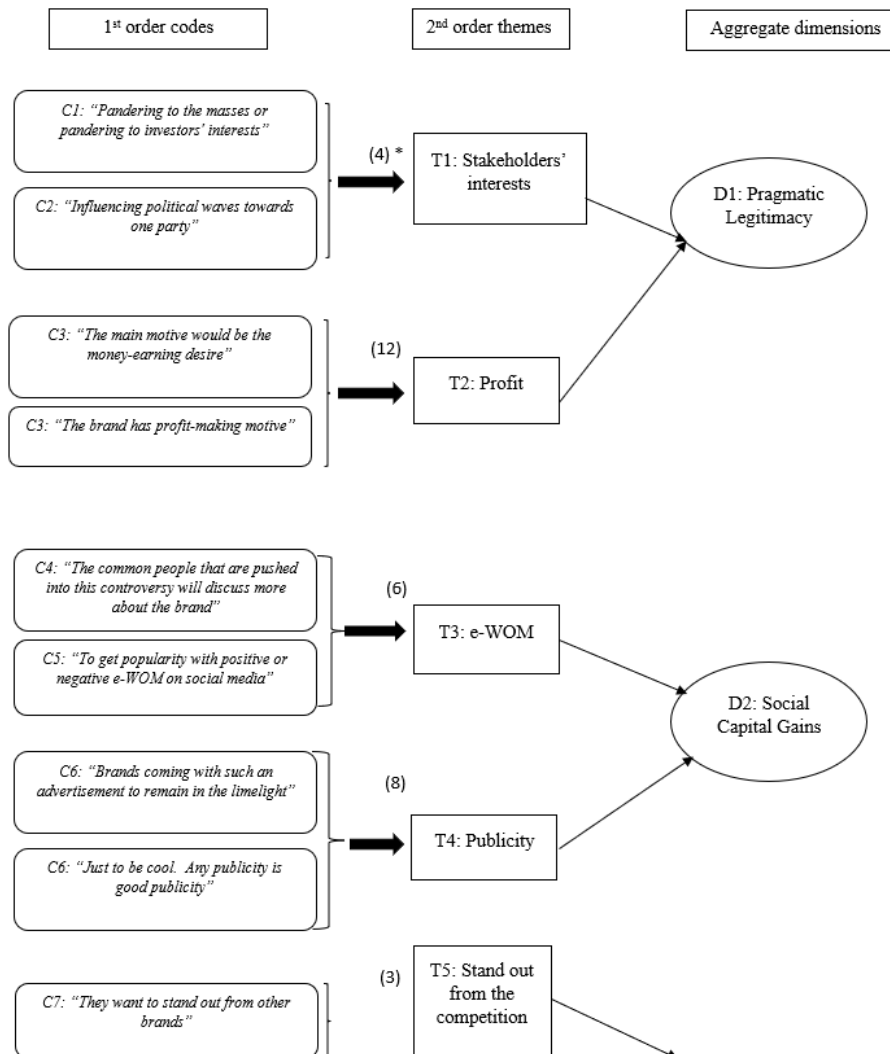 1st order codes
2nd order themes
Aggregate dimensions
C1: “Pandering to the masses or
pandering to investors’ interests”
C2: “Influencing political waves towards
one party”
(4) *
T1: Stakeholders’
interests
D1: Pragmatic
Legitimacy
C3: “The main motive would be the
money-earning desire”
C3: “The brand has profit-making motive”
(12)
T2: Profit
C4: “The common people that are pushed
into this controversy will discuss more
about the brand”
C5: “To get popularity with positive or
negative e-WOM on social media”
(6)
T3: e-WOM
D2: Social
Capital Gains
C6: “Brands coming with such an
advertisement to remain in the limelight”
C6: “Just to be cool.  Any publicity is
good publicity”
(8)
T4: Publicity
C7: “They want to stand out from other
brands”
(3)
T5: Stand out
from the
competition